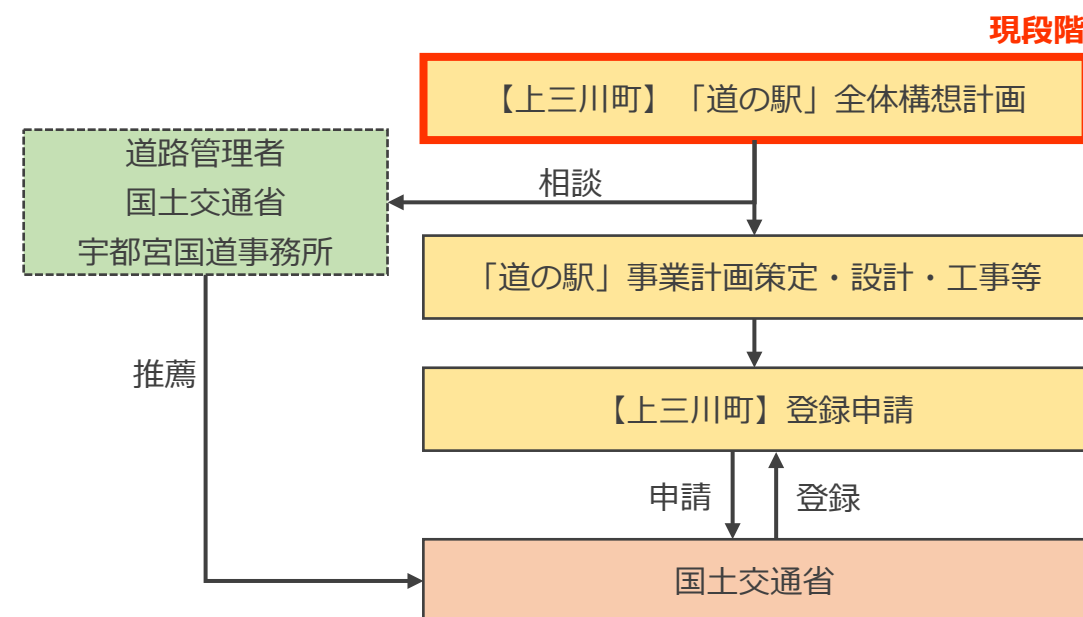 現段階
【上三川町】「道の駅」全体構想計画
道路管理者
国土交通省
宇都宮国道事務所
相談
「道の駅」事業計画策定・設計・工事等
推薦
【上三川町】登録申請
申請
登録
国土交通省